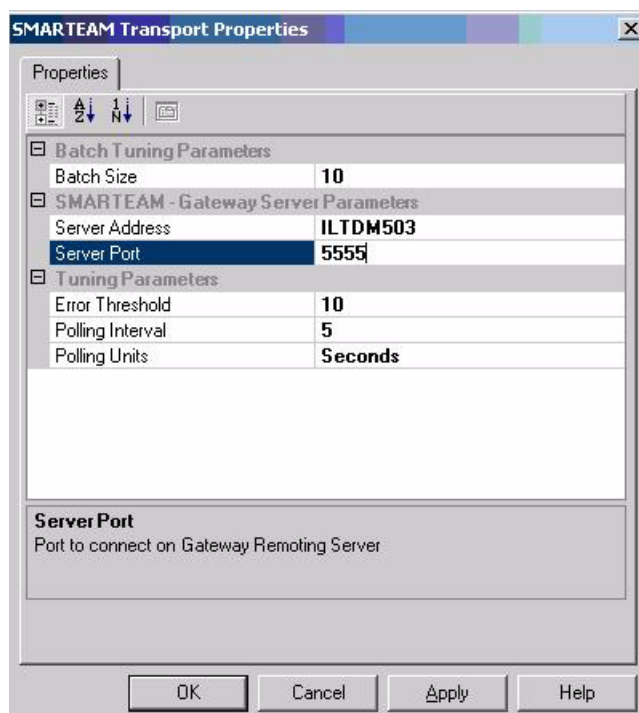 SMARTEAM Transport Properties
Properties
Batch Tuning Parameters
Batch Size 10
SMARTEAM - Gateway Server Parameters
Server Address ILTDM503
Server Port 5555
Tuning Parameters
Error Threshold 10
Polling Interval 5
Polling Units Seconds
Server Port
Port to connect on Gateway Remoting Server
OK Cancel Apply Help